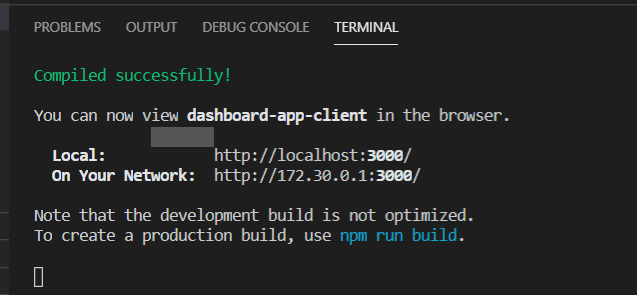 PROBLEMS OUTPUT DEBUG CONSOLE TERMINAL
Compiled successfully!
You can now view dashboard-app-client in the browser.
Local: http://localhost:3000/
On Your Network: http://172.30.0.1:3000/
Note that the development build is not optimized.
To create a production build, use npm run build.